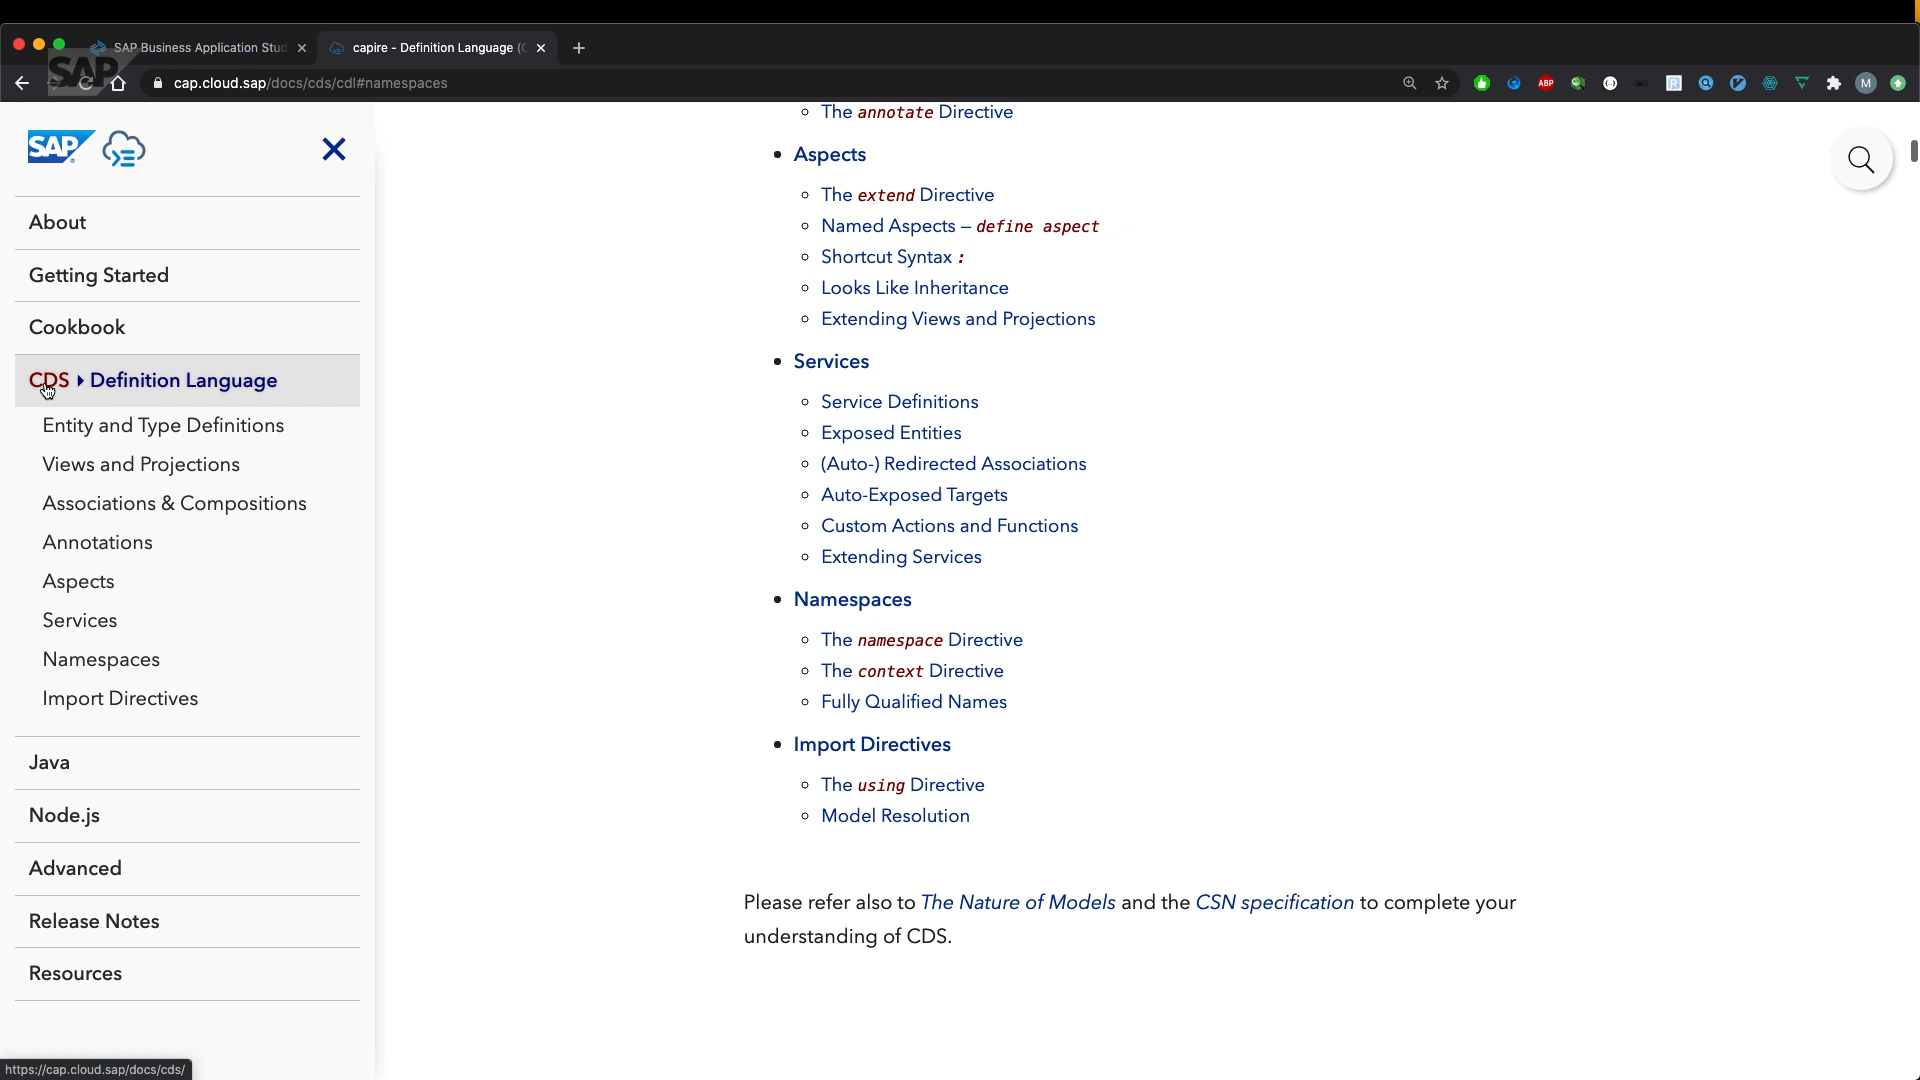 SAP Business Application Stud
capire - Definition Language (C
SAP
cap.cloud.sap/docs/cds/cdl#namespaces
ABP
M
SAP
About
Getting Started
Cookbook
CDS Definition Language
Entity and Type Definitions
Views and Projections
Associations & Compositions
Annotations
Aspects
Services
Namespaces
Import Directives
Java
Node.js
Advanced
Release Notes
Resources
https://cap.cloud.sap/docs/cds/
The annotate Directive
Aspects
The extend Directive
Named Aspects – define aspect
Shortcut Syntax :
Looks Like Inheritance
Extending Views and Projections
Services
Service Definitions
Exposed Entities
(Auto-) Redirected Associations
Auto-Exposed Targets
Custom Actions and Functions
Extending Services
Namespaces
The namespace Directive
The context Directive
Fully Qualified Names
Import Directives
The using Directive
Model Resolution
Please refer also to The Nature of Models and the CSN specification to complete your
understanding of CDS.